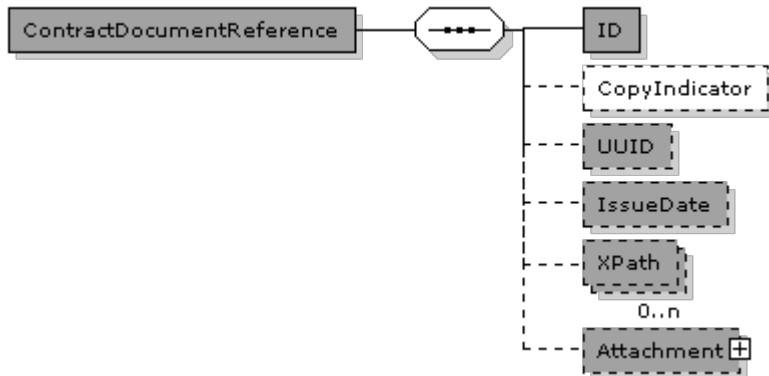 ContractDocumentReference
ID
CopyIndicator
UUID
IssueDate
XPath
0..n
Attachment